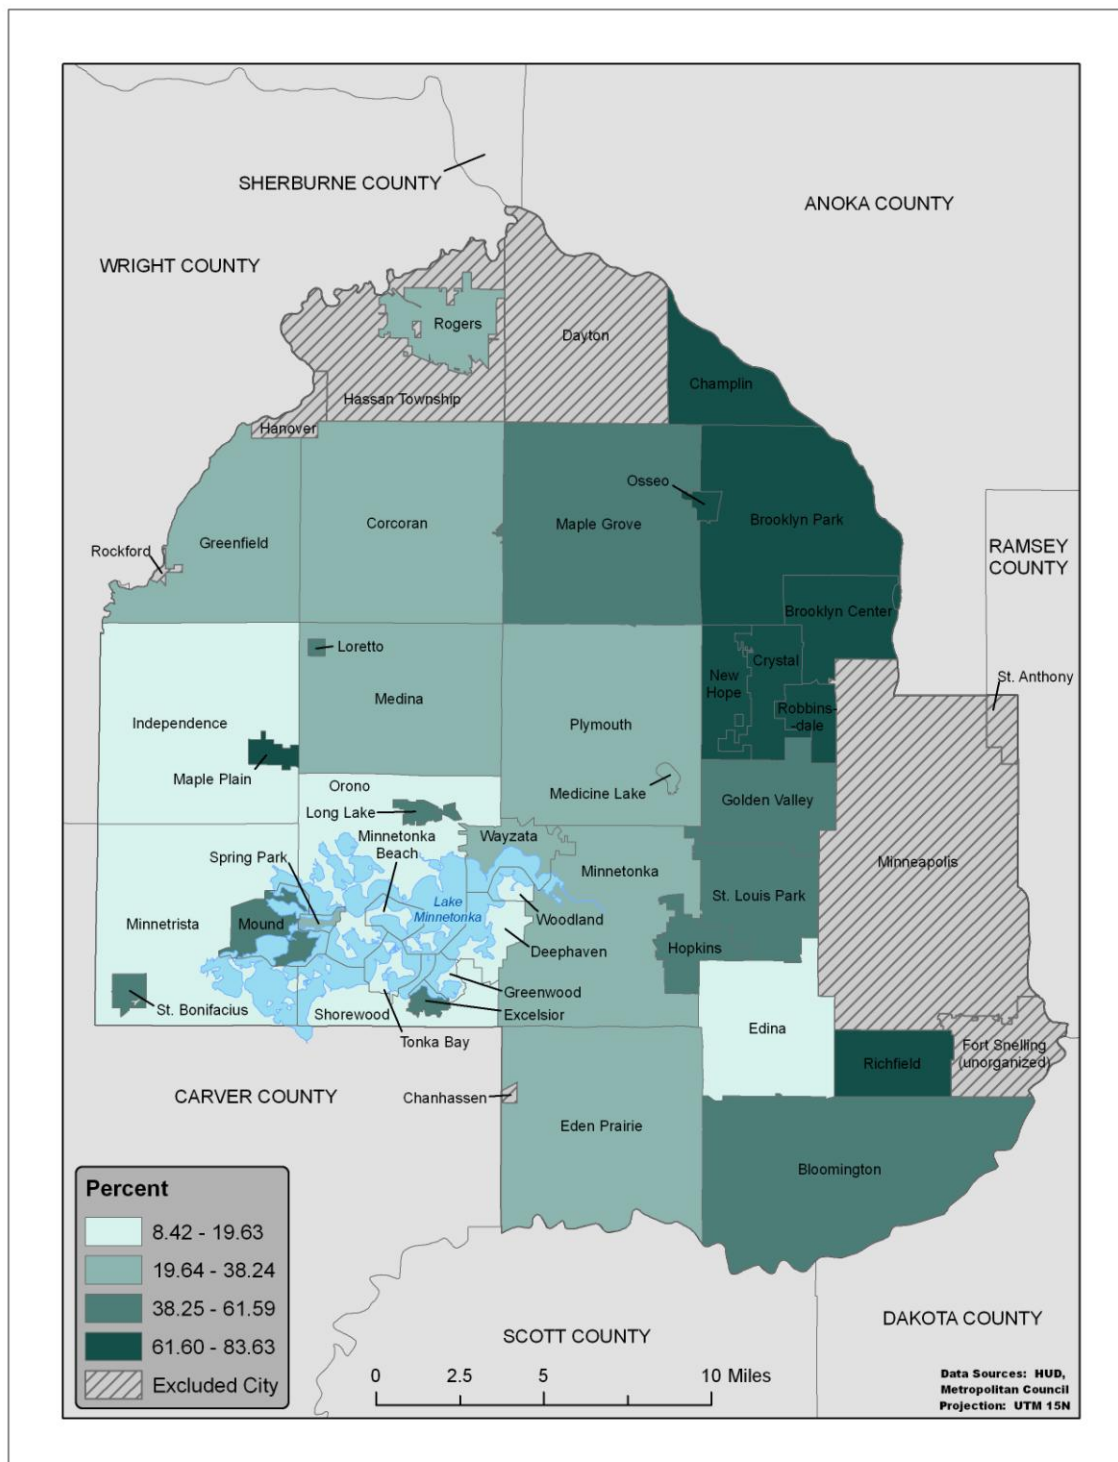 SHERBURNE COUNTY
ANOKA COUNTY
WRIGHT COUNTY
Rogers
Dayton
Champlin
Hassan Township
Hanover
Osseo
Corcoran
Maple Grove
Brooklyn Park
Greenfield
Rockford
RAMSEY
COUNTY
Brooklyn Center
Loretto
Crystal
New
Hope
St. Anthony
Medina
Robbins-
-dale
Independence
Plymouth
Maple Plain
Orono
Medicine Lake
Golden Valley
Long Lake
Minnetonka
Beach
Wayzata
Spring Park
Minnetonka
Minneapolis
Lake
Minnetonka
St. Louis Park
Woodland
Minnetrista
Mound
Deephaven
Hopkins
Greenwood
St. Bonifacius
Shorewood
Excelsior
Edina
Tonka Bay
Fort Snelling
(unorganized)
Richfield
CARVER COUNTY
Chanhassen
Eden Prairie
Bloomington
Percent
8.42 - 19.63
19.64 - 38.24
38.25 - 61.59
61.60 - 83.63
Excluded City
SCOTT COUNTY
DAKOTA COUNTY
0 2.5 5 10 Miles
Data Sources: HUD,
Metropolitan Council
Projection: UTM 15N